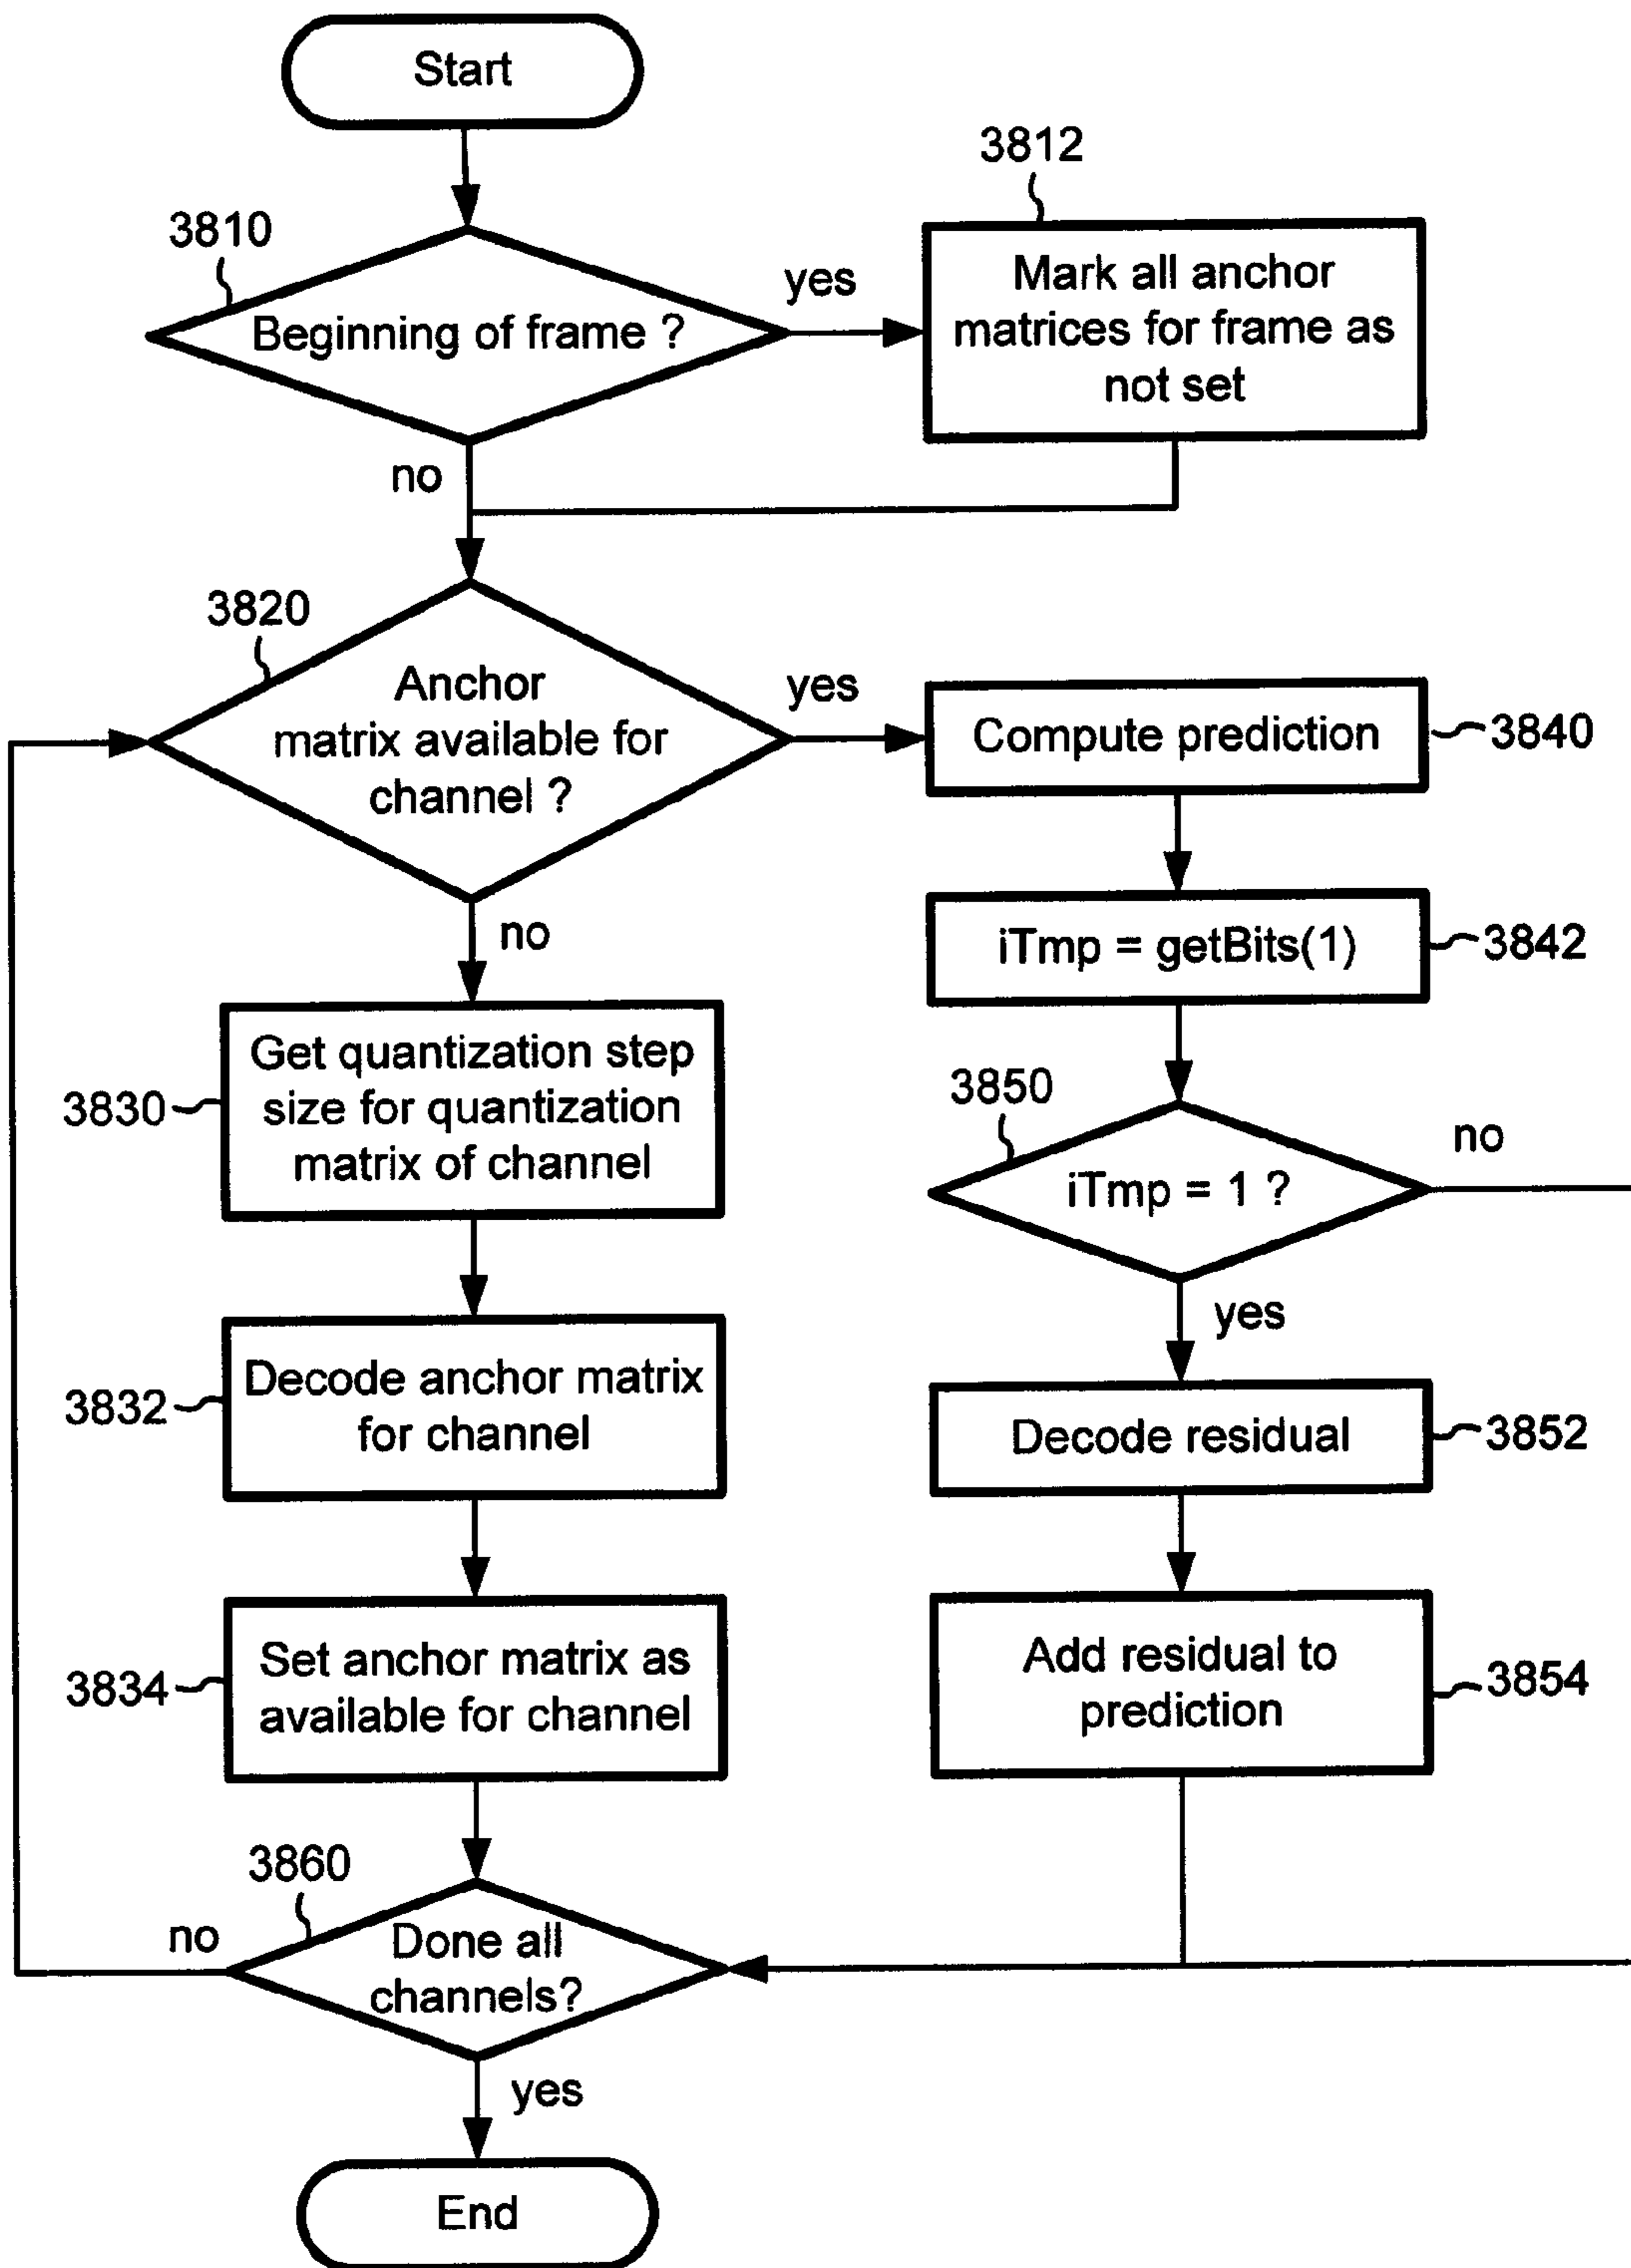 Start
3812
3810
yes
Mark all anchor
matrices for frame as
not set
Beginning of frame ?
no
3820
Anchor
matrix available for
channel ?
yes
Compute prediction
3840
iTmp = getBits(1)
3842
no
Get quantization step
size for quantization
matrix of channel
3830
3850
iTmp = 1 ?
no
yes
Decode anchor matrix
for channel
3832
Decode residual
3852
Set anchor matrix as
available for channel
3834
Add residual to
prediction
3854
3860
no
Done all
channels?
yes
End